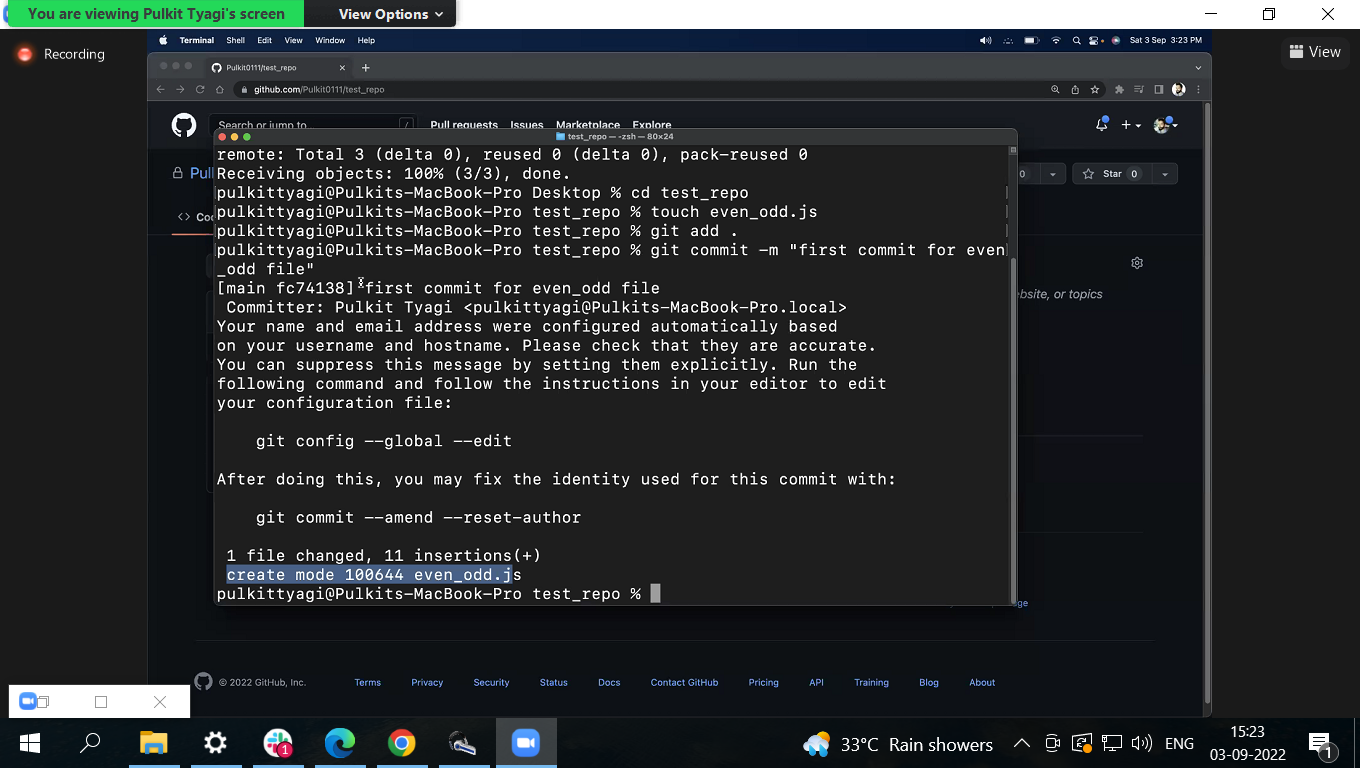 You are viewing Pulkit Tyagi's screen
View Options
Recording
View
Terminal Shell Edit View Window Help
Sat 3 Sep 3:23 PM
Pulkit0111/test_repo
github.com/Pulkit0111/test_repo
Search or jump to... /
Pull requests Issues Marketplace Explore
test_repo — -zsh — 80×24
remote: Total 3 (delta 0), reused 0 (delta 0), pack-reused 0
Receiving objects: 100% (3/3), done.
Pul
0
Star 0
pulkittyagi@Pulkits-MacBook-Pro Desktop % cd test_repo
pulkittyagi@Pulkits-MacBook-Pro test_repo % touch even_odd.js
<> Co
pulkittyagi@Pulkits-MacBook-Pro test_repo % git add .
pulkittyagi@Pulkits-MacBook-Pro test_repo % git commit -m "first commit for even
_odd file"
[main fc74138] first commit for even_odd file
bsite, or topics
Committer: Pulkit Tyagi <pulkittyagi@Pulkits-MacBook-Pro.local>
Your name and email address were configured automatically based
on your username and hostname. Please check that they are accurate.
You can suppress this message by setting them explicitly. Run the
following command and follow the instructions in your editor to edit
your configuration file:
git config --global --edit
After doing this, you may fix the identity used for this commit with:
git commit --amend --reset-author
1 file changed, 11 insertions(+)
create mode 100644 even_odd.js
pulkittyagi@Pulkits-MacBook-Pro test_repo %
ge
© 2022 GitHub, Inc.
Terms Privacy Security Status Docs Contact GitHub Pricing API Training Blog About
1
33°C Rain showers
ENG
15:23
03-09-2022
1